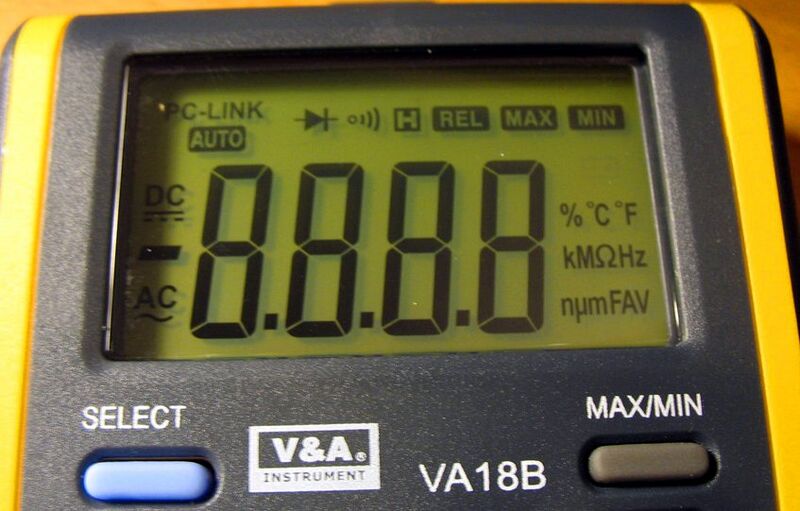 PC-LINK H REL MAX MIN
AUTO
DC
-8.8.8.8
% °C °F
kMΩHz
AC
nμmFAV
SELECT
MAX/MIN
V&A®
INSTRUMENT
VA18B